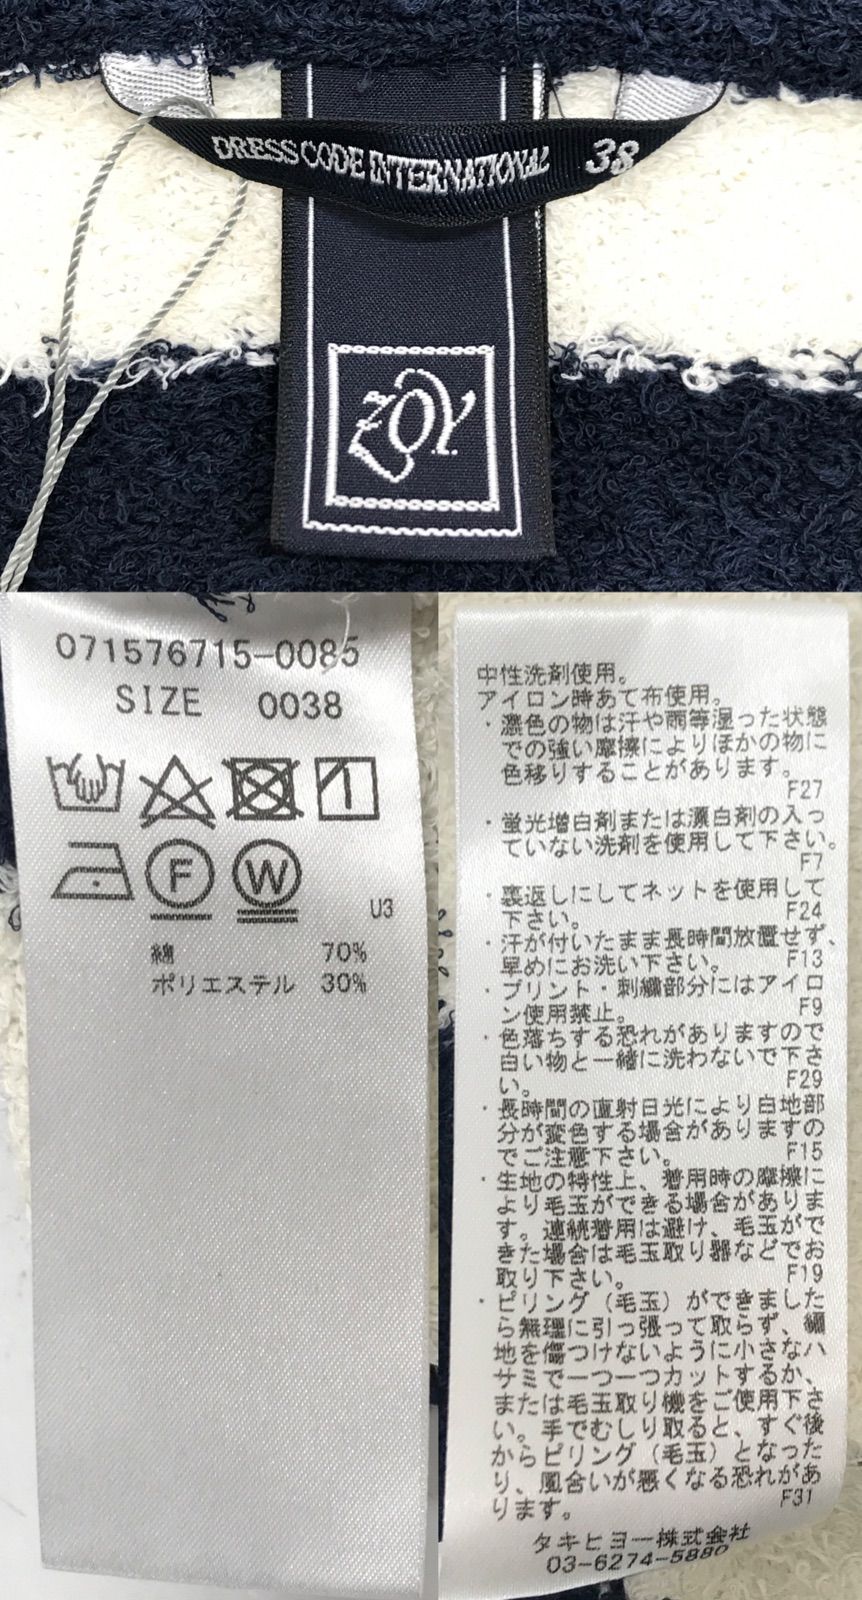 DRESS CODE INTERNATIONAL 38
ZOY
071576715-0085
SIZE 0038
F
W
U3
綿 70%
ポリエステル 30%
中性洗剤使用。
アイロン時あて布使用。
・濃色の物は汗や雨等湿った状態
での強い摩擦によりほかの物に
色移りすることがあります。
F27
・蛍光増白剤または漂白剤の入っ
ていない洗剤を使用して下さい。
F7
・裏返しにしてネットを使用して
下さい。 F24
・汗が付いたまま長時間放置せず、
早めにお洗い下さい。 F13
・プリント・刺繍部分にはアイロ
ン使用禁止。 F9
・色落ちする恐れがありますので
白い物と一緒に洗わないで下さ
い。 F29
・長時間の直射日光により白地部
分が変色する場合がありますの
でご注意下さい。 F15
・生地の特性上、着用時の摩擦に
より毛玉ができる場合がありま
す。連続着用は避け、毛玉がで
きた場合は毛玉取り器などでお
取り下さい。 F19
・ピリング（毛玉）ができました
ら無理に引っ張って取らず、編
地を傷つけないように小さなハ
サミで一つ一つカットするか、
または毛玉取り機をご使用下さ
い。手でむしり取ると、すぐ後
からピリング（毛玉）となった
り、風合いが悪くなる恐れがあ
ります。 F31
タキヒヨー株式会社
03-6274-5880